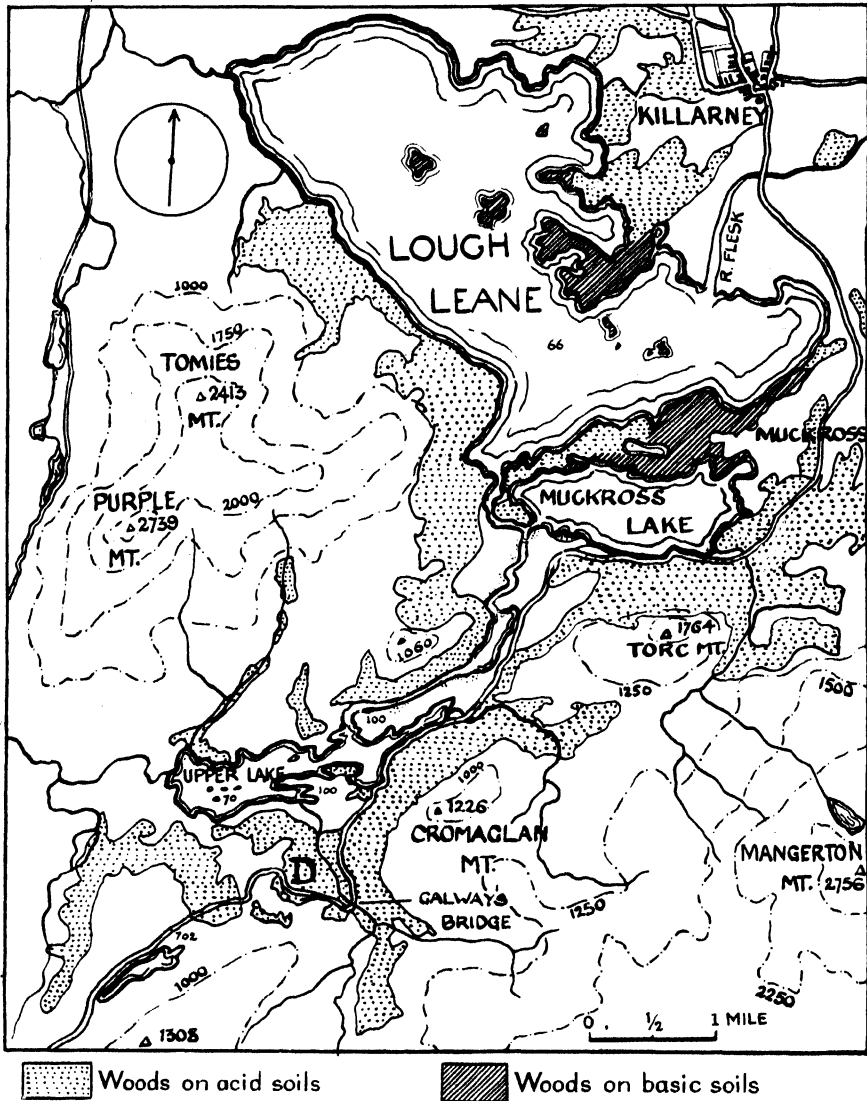 KILLARNEY
R. FLESK
LOUGH
LEANE
66
1000
1750
TOMIES
2413
MT.
MUCKROSS
PURPLE
2739
MT.
2000
MUCKROSS
LAKE
1060
1764
TORC MT.
1250
1500
100
UPPER LAKE
70
100
1000
1226
CROMAGLAN
MT.
MANGERTON
MT. 2756
D
GALWAYS
BRIDGE
1250
702
1000
2250
1308
0 1/2 1 MILE
Woods on acid soils
Woods on basic soils